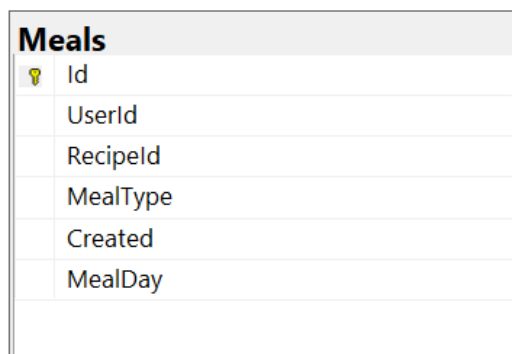 Meals
Id
UserId
RecipeId
MealType
Created
MealDay